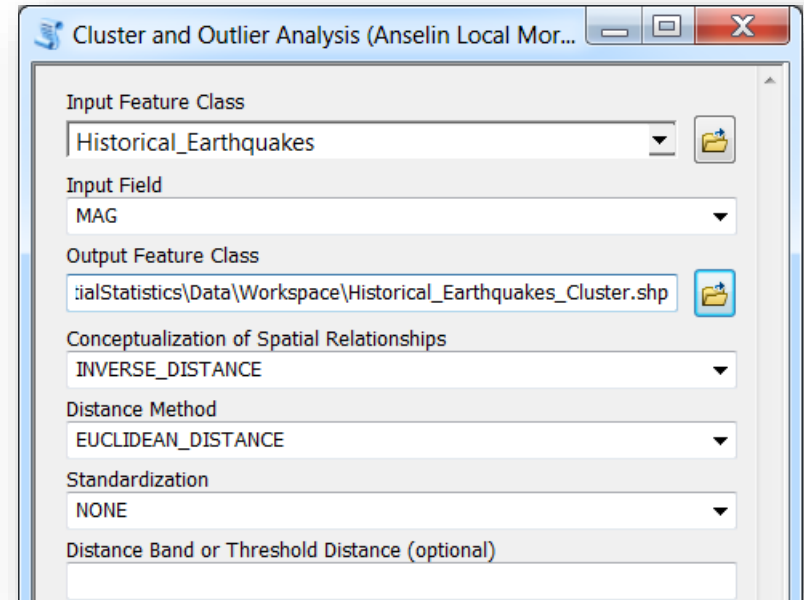 Cluster and Outlier Analysis (Anselin Local Mor...
Input Feature Class
Historical_Earthquakes
Input Field
MAG
Output Feature Class
:ialStatistics\Data\Workspace\Historical_Earthquakes_Cluster.shp
Conceptualization of Spatial Relationships
INVERSE_DISTANCE
Distance Method
EUCLIDEAN_DISTANCE
Standardization
NONE
Distance Band or Threshold Distance (optional)